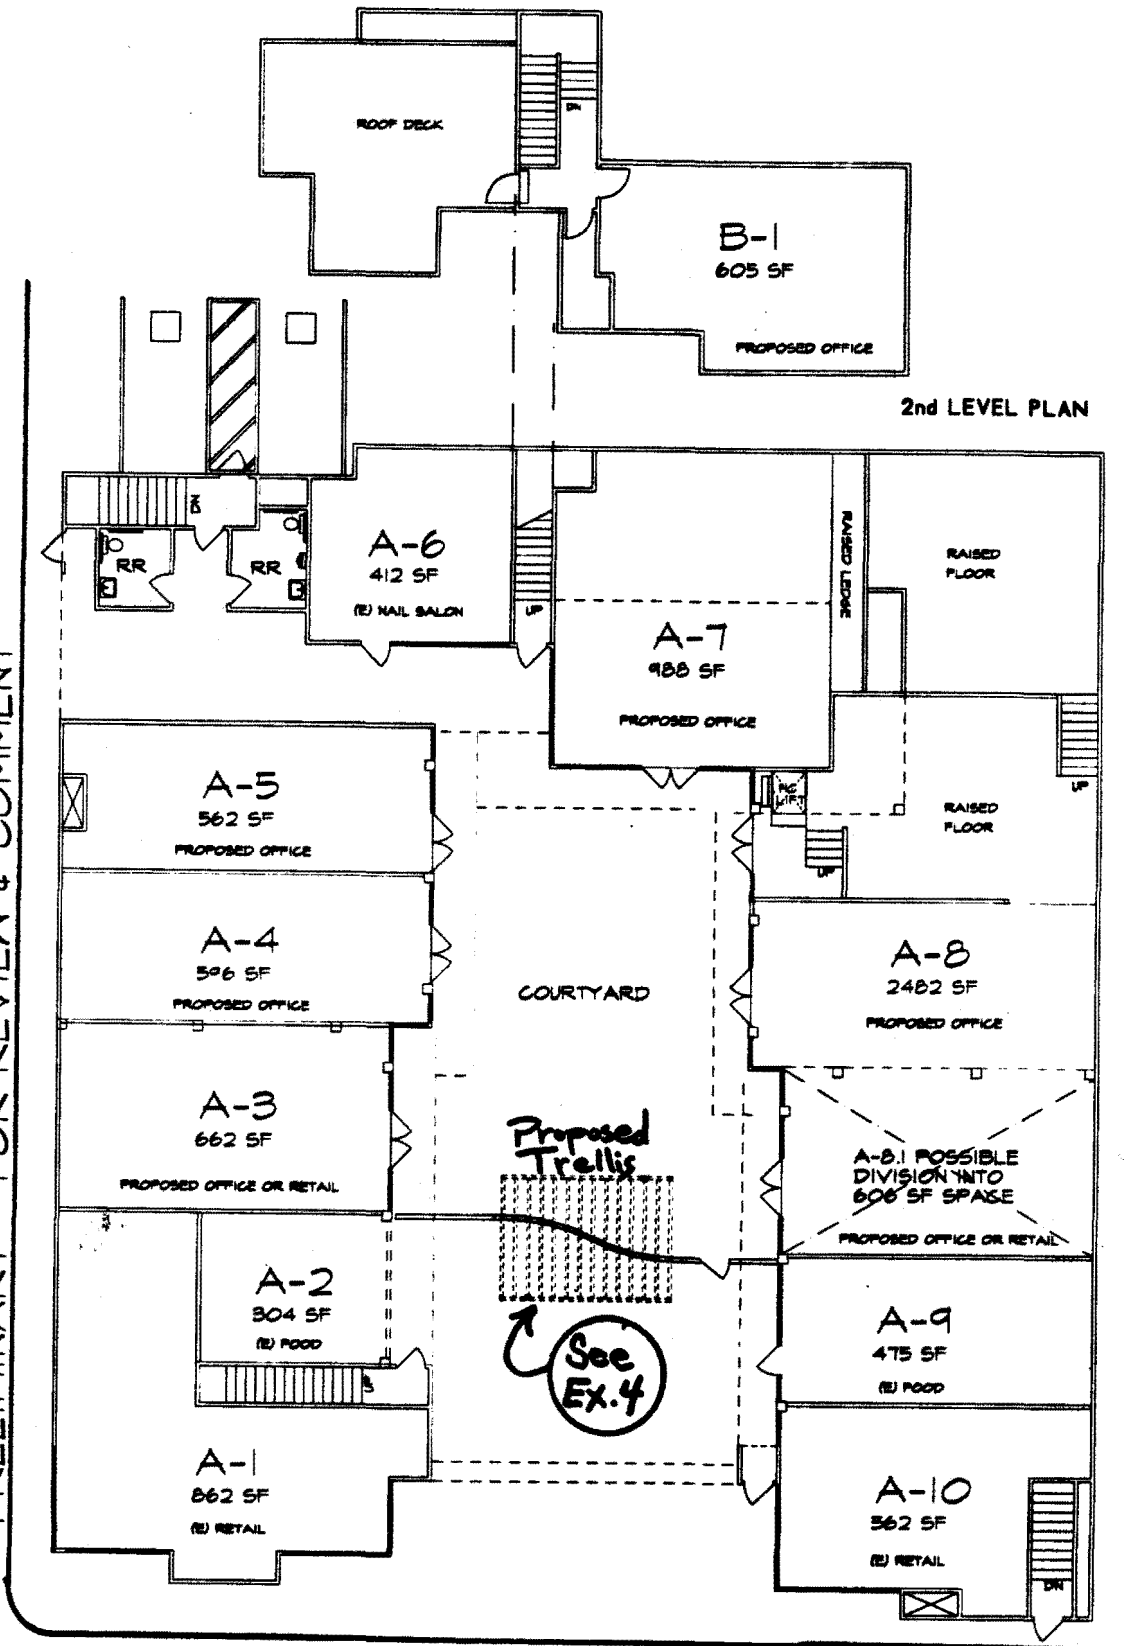 ROOF DECK
DN
B-1
605 SF
PROPOSED OFFICE
2nd LEVEL PLAN
DN
RR
RR
A-6
412 SF
(E) NAIL SALON
UP
A-7
988 SF
PROPOSED OFFICE
RAISED LEDGE
RAISED
FLOOR
A-5
562 SF
PROPOSED OFFICE
LIFT
UP
RAISED
FLOOR
UP
A-4
596 SF
PROPOSED OFFICE
COURTYARD
A-8
2482 SF
PROPOSED OFFICE
A-3
662 SF
PROPOSED OFFICE OR RETAIL
Proposed
Trellis
A-8.1 POSSIBLE
DIVISION INTO
606 SF SPACE
PROPOSED OFFICE OR RETAIL
A-2
304 SF
(E) FOOD
See
Ex.4
A-9
475 SF
(E) FOOD
A-1
862 SF
(E) RETAIL
A-10
562 SF
(E) RETAIL
DN